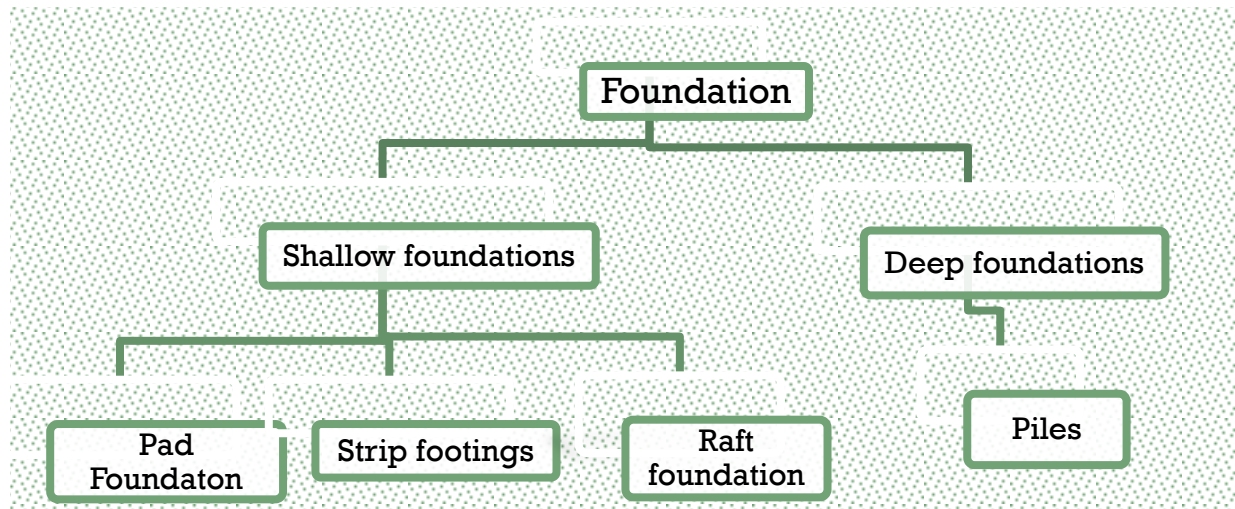 Foundation
Shallow foundations
Deep foundations
Pad
Foundaton
Strip footings
Raft
foundation
Piles